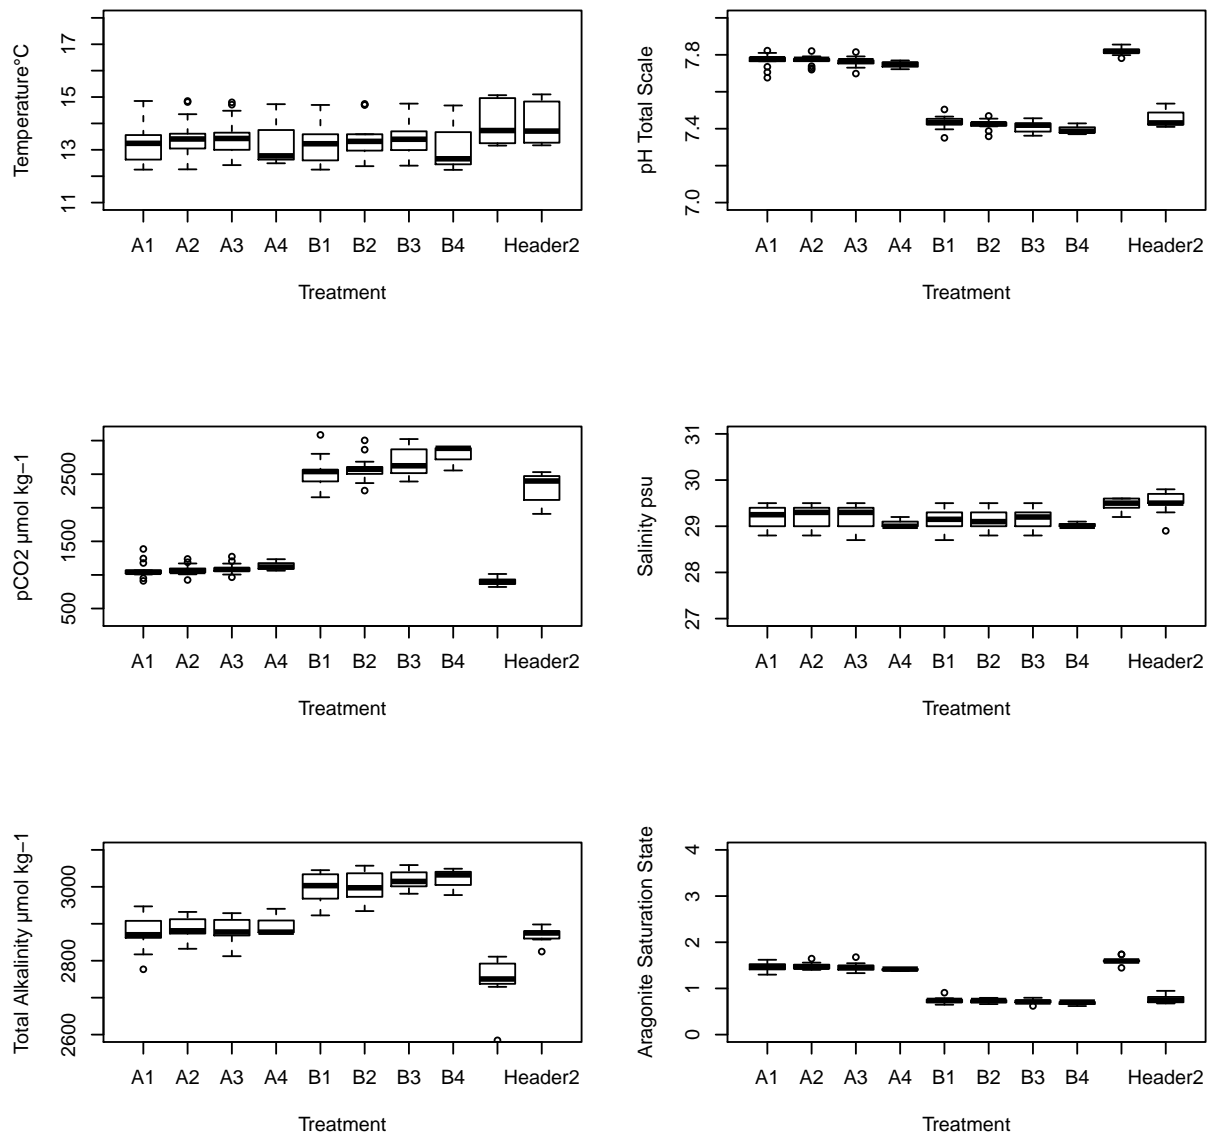 Temperature°C
17
15
13
11
A1 A2 A3 A4 B1 B2 B3 B4 Header2
Treatment
pH Total Scale
7.8
7.4
7.0
A1 A2 A3 A4 B1 B2 B3 B4 Header2
Treatment
pCO2 µmol kg−1
2500
1500
500
A1 A2 A3 A4 B1 B2 B3 B4 Header2
Treatment
Salinity psu
31
30
29
28
27
A1 A2 A3 A4 B1 B2 B3 B4 Header2
Treatment
Total Alkalinity µmol kg−1
3000
2800
2600
A1 A2 A3 A4 B1 B2 B3 B4 Header2
Treatment
Aragonite Saturation State
4
3
2
1
0
A1 A2 A3 A4 B1 B2 B3 B4 Header2
Treatment